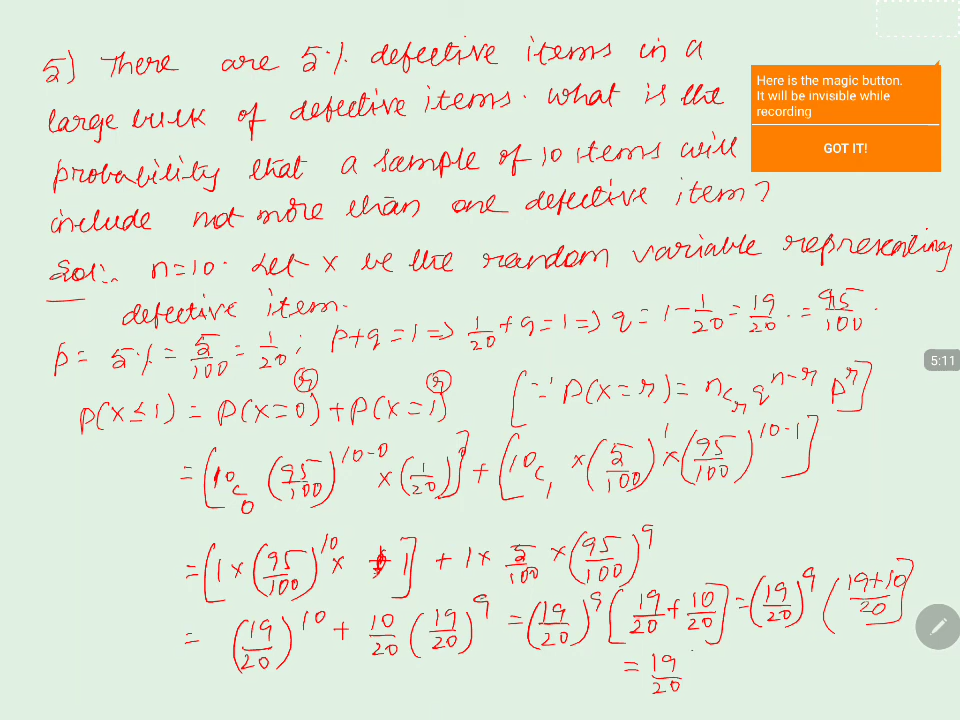 5) There are 5% defective items in a
large bulk of defective items. What is the
probability that a sample of 10 items will
include not more than one defective item?
Sol:. n=10. Let x be the random variable representing
defective item.
p = 5% = 5/100 = 1/20 ; p+q = 1 => 1/20 + q = 1 => q = 1 - 1/20 = 19/20. = 95/100.
P(X ≤ 1) = P(X=0) + P(X=1) [∵ P(X=r) = nCr q^(n-r) p^r]
(r) (r)
= [10C0 (95/100)^(10-0) × (1/20)^0] + [10C1 × (5/100)^1 × (95/100)^(10-1)]
= [1 × (95/100)^10 × 1] + 1 × 5/100 × (95/100)^9
= (19/20)^10 + 10/20 (19/20)^9 = (19/20)^9 [19/20 + 10/20] = (19/20)^9 (19+10/20]
= 19/20
Here is the magic button.
It will be invisible while
recording
GOT IT!
5:11